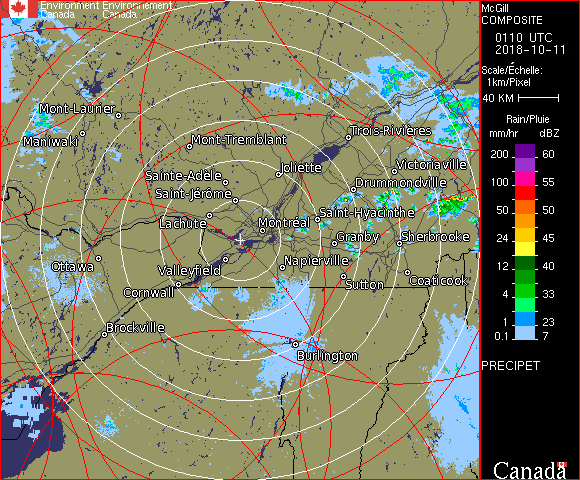 Environment Environnement
Canada Canada
McGill
COMPOSITE
0110 UTC
2018-10-11
Scale/Échelle:
1km/Pixel
40 KM
Rain/Pluie
mm/hr dBZ
200 60
100 55
50 50
24 45
12 40
4 33
1 23
0.1 7
PRECIPET
Canada
Mont-Laurier
Maniwaki
Mont-Tremblant
Trois-Rivières
Joliette
Victoriaville
Sainte-Adèle
Drummondville
Saint-Jérôme
Saint-Hyacinthe
Lachute
Montréal
Granby
Sherbrooke
Ottawa
Valleyfield
Napierville
Cornwall
Sutton
Coaticook
Brockville
Burlington